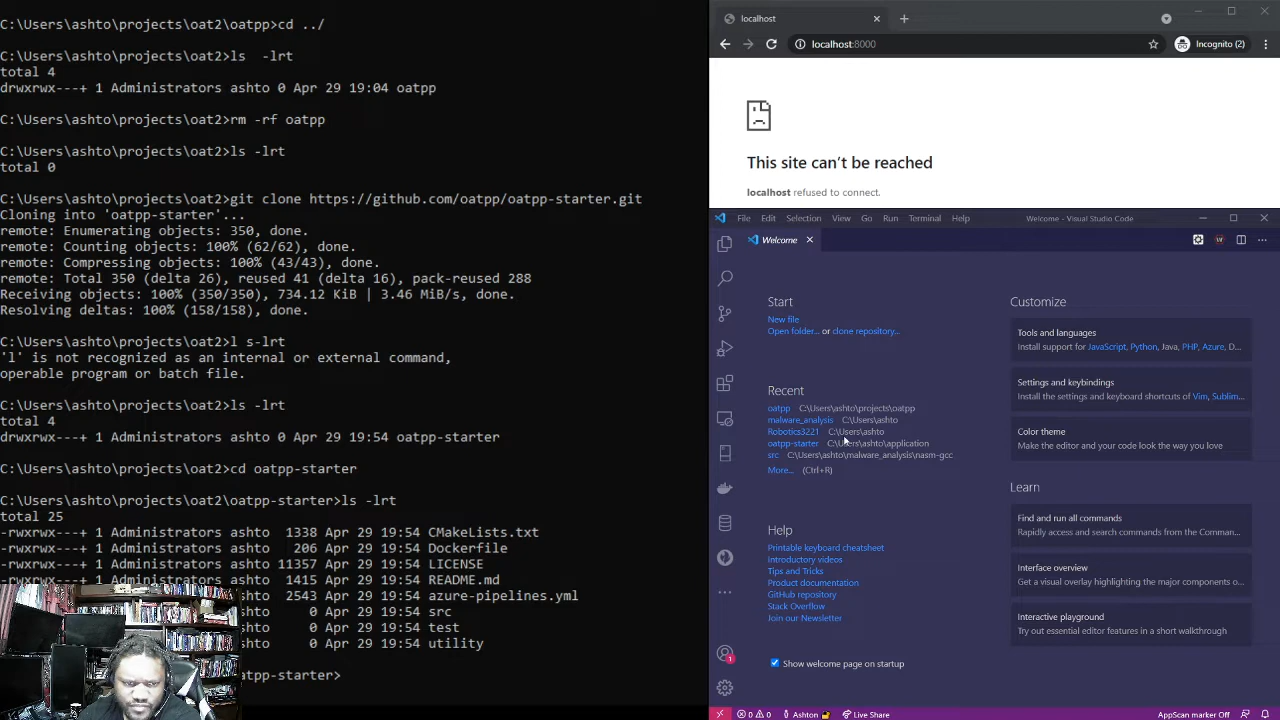 C:\Users\ashto\projects\oat2\oatpp>cd ../
C:\Users\ashto\projects\oat2>ls  -lrt
total 4
drwxrwx---+ 1 Administrators ashto 0 Apr 29 19:04 oatpp
C:\Users\ashto\projects\oat2>rm -rf oatpp
C:\Users\ashto\projects\oat2>ls -lrt
total 0
C:\Users\ashto\projects\oat2>git clone https://github.com/oatpp/oatpp-starter.git
Cloning into 'oatpp-starter'...
remote: Enumerating objects: 350, done.
remote: Counting objects: 100% (62/62), done.
remote: Compressing objects: 100% (43/43), done.
remote: Total 350 (delta 26), reused 41 (delta 16), pack-reused 288
Receiving objects: 100% (350/350), 734.12 KiB | 3.46 MiB/s, done.
Resolving deltas: 100% (158/158), done.
C:\Users\ashto\projects\oat2>l s-lrt
'l' is not recognized as an internal or external command,
operable program or batch file.
C:\Users\ashto\projects\oat2>ls -lrt
total 4
drwxrwx---+ 1 Administrators ashto 0 Apr 29 19:54 oatpp-starter
C:\Users\ashto\projects\oat2>cd oatpp-starter
C:\Users\ashto\projects\oat2\oatpp-starter>ls -lrt
total 25
-rwxrwx---+ 1 Administrators ashto  1338 Apr 29 19:54 CMakeLists.txt
-rwxrwx---+ 1 Administrators ashto   206 Apr 29 19:54 Dockerfile
-rwxrwx---+ 1 Administrators ashto 11357 Apr 29 19:54 LICENSE
-rwxrwx---+ 1 Administrators ashto  1415 Apr 29 19:54 README.md
ashto  2543 Apr 29 19:54 azure-pipelines.yml
ashto     0 Apr 29 19:54 src
ashto     0 Apr 29 19:54 test
ashto     0 Apr 29 19:54 utility
oatpp-starter>
localhost
localhost:8000
Incognito (2)
This site can't be reached
localhost refused to connect.
File Edit Selection View Go Run Terminal Help Welcome - Visual Studio Code
Welcome
Start
New file
Open folder... or clone repository...
Recent
oatpp C:\Users\ashto\projects\oatpp
malware_analysis C:\Users\ashto
Robotics3221 C:\Users\ashto
oatpp-starter C:\Users\ashto\application
src C:\Users\ashto\malware_analysis\nasm-gcc
More... (Ctrl+R)
Help
Printable keyboard cheatsheet
Introductory videos
Tips and Tricks
Product documentation
GitHub repository
Stack Overflow
Join our Newsletter
Show welcome page on startup
Customize
Tools and languages
Install support for JavaScript, Python, Java, PHP, Azure, D...
Settings and keybindings
Install the settings and keyboard shortcuts of Vim, Sublim...
Color theme
Make the editor and your code look the way you love
Learn
Find and run all commands
Rapidly access and search commands from the Comman...
Interface overview
Get a visual overlay highlighting the major components o...
Interactive playground
Try out essential editor features in a short walkthrough
1
0 0 Ashton Live Share AppScan marker Off